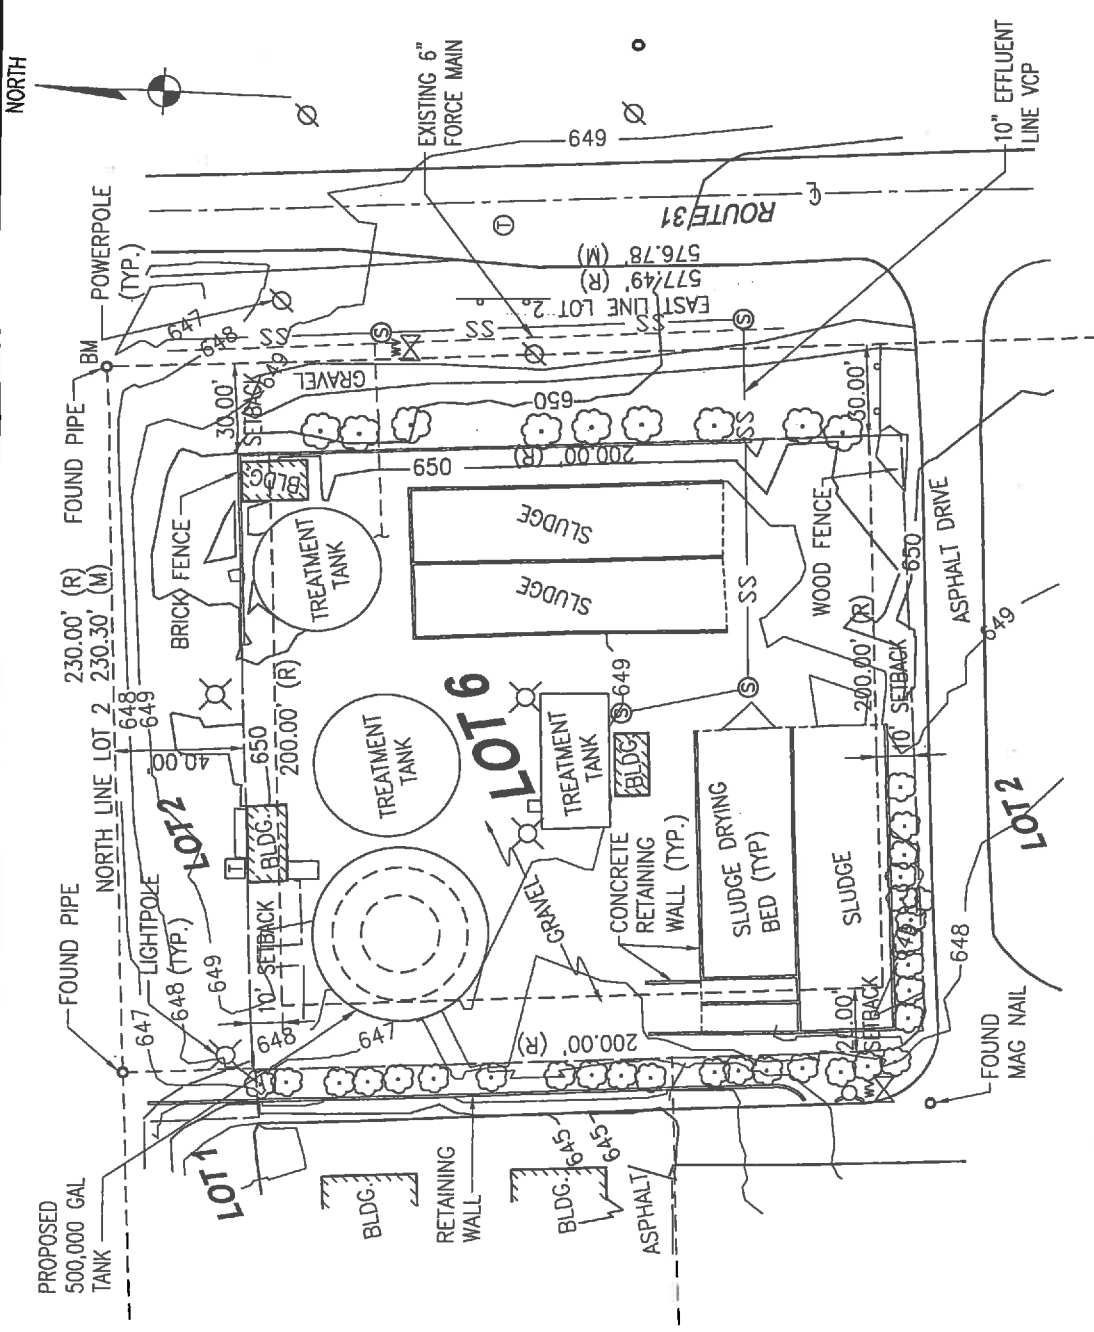 NORTH
POWERPOLE
(TYP.)
BM
FOUND PIPE
EXISTING 6"
FORCE MAIN
649
10" EFFLUENT
LINE VCP
ROUTE 31
576.78' (M)
577.49' (R)
EAST LINE LOT 2
647
648
649
SS
SS
SS
S
S
T
WV
GRAVEL
30.00'
SETBACK
650
SS
30.00'
230.00' (R)
230.30' (M)
NORTH LINE LOT 2
BRICK FENCE
BLDG
650
200.00' (R)
TREATMENT
TANK
SLUDGE
SLUDGE
WOOD FENCE
ASPHALT DRIVE
650
649
SS
648
649
40.00'
650
200.00' (R)
LOT 6
649
S
S
200.00' (R)
SETBACK
10'
LOT 2
TREATMENT
TANK
TREATMENT
TANK
BLDG
T
BLDG.
LOT 2
CONCRETE
RETAINING
WALL (TYP.)
SLUDGE DRYING
BED (TYP)
SLUDGE
GRAVEL
FOUND PIPE
LIGHTPOLE
(TYP.)
648
649
647
10' SETBACK
648
647
200.00' (R)
SETBACK
648
FOUND
MAG NAIL
WV
PROPOSED
500,000 GAL
TANK
LOT 1
BLDG.
RETAINING
WALL
BLDG.
645
645
ASPHALT